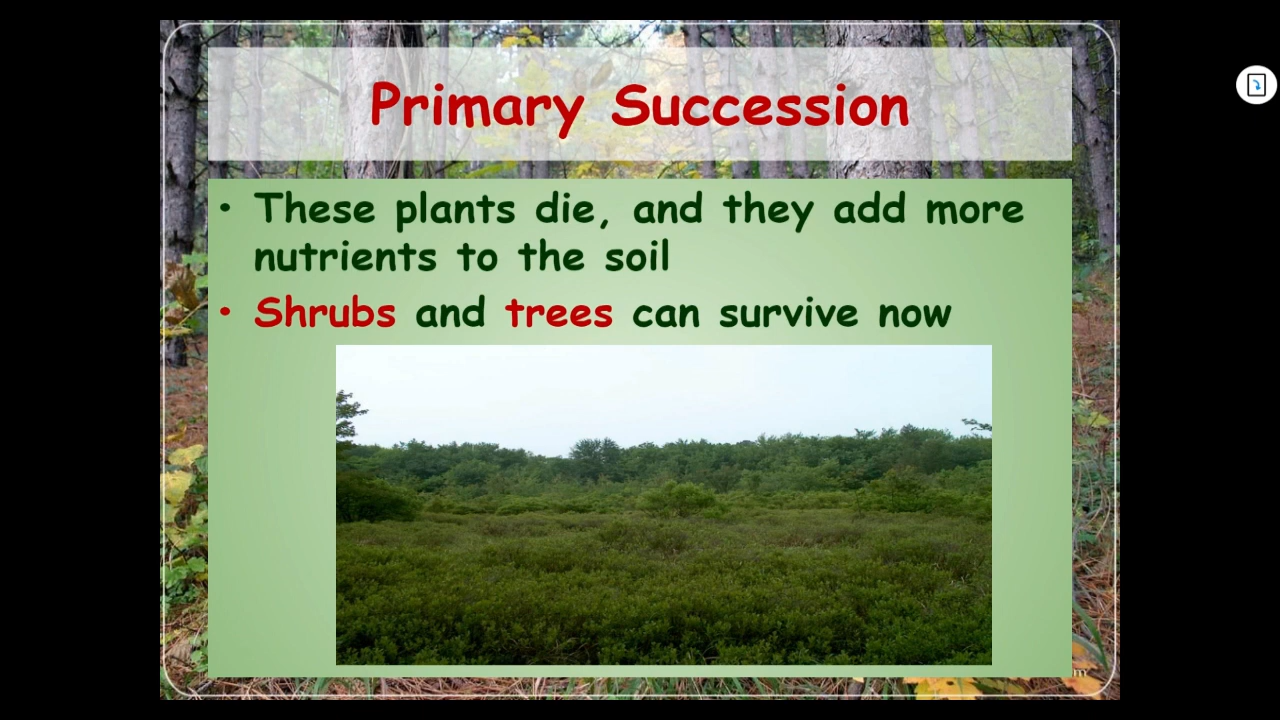 Primary Succession
• These plants die, and they add more
nutrients to the soil
• Shrubs and trees can survive now